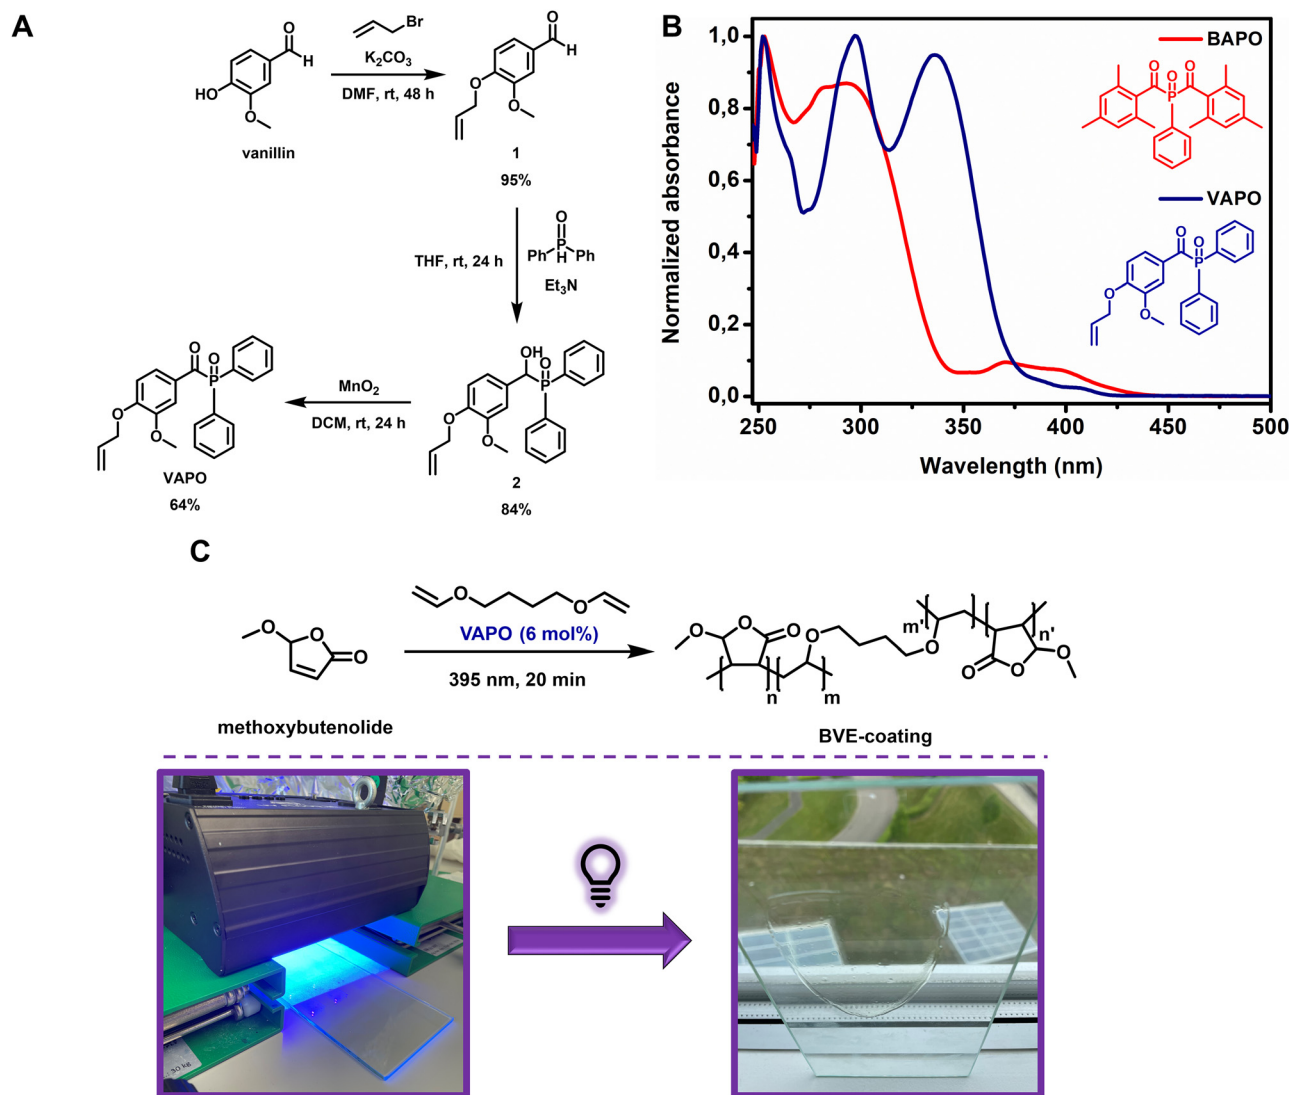 A
Br
K₂CO₃
DMF, rt, 48 h
O
H
HO
O
vanillin
O
H
O
O
1
95%
THF, rt, 24 h
O
Ph P Ph
H
Et₃N
OH
O
P
O
O
2
84%
MnO₂
DCM, rt, 24 h
O
O
P
O
O
VAPO
64%
B
Normalized absorbance
1,0
0,8
0,6
0,4
0,2
0,0
250 300 350 400 450 500
Wavelength (nm)
BAPO
O O O
P
VAPO
O
O
P
O
O
C
O
O
O
methoxybutenolide
O O
VAPO (6 mol%)
395 nm, 20 min
O
O
O
O
n
m
m'
O
n'
O
O
O
BVE-coating
30 kg